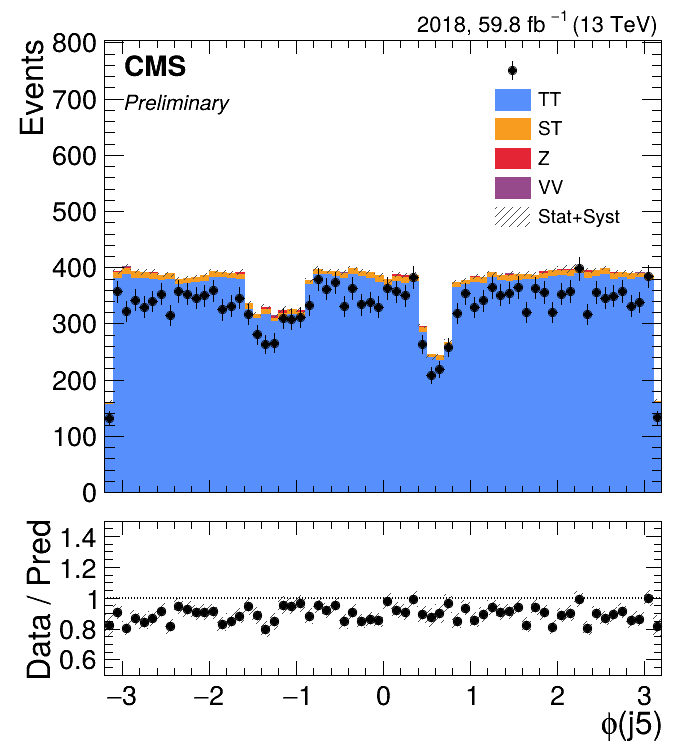 2018, 59.8 fb⁻¹ (13 TeV)
Events
800
700
600
500
400
300
200
100
0
CMS
Preliminary
TT
ST
Z
VV
Stat+Syst
Data / Pred
1.4
1.2
1
0.8
0.6
−3 −2 −1 0 1 2 3
ϕ(j5)